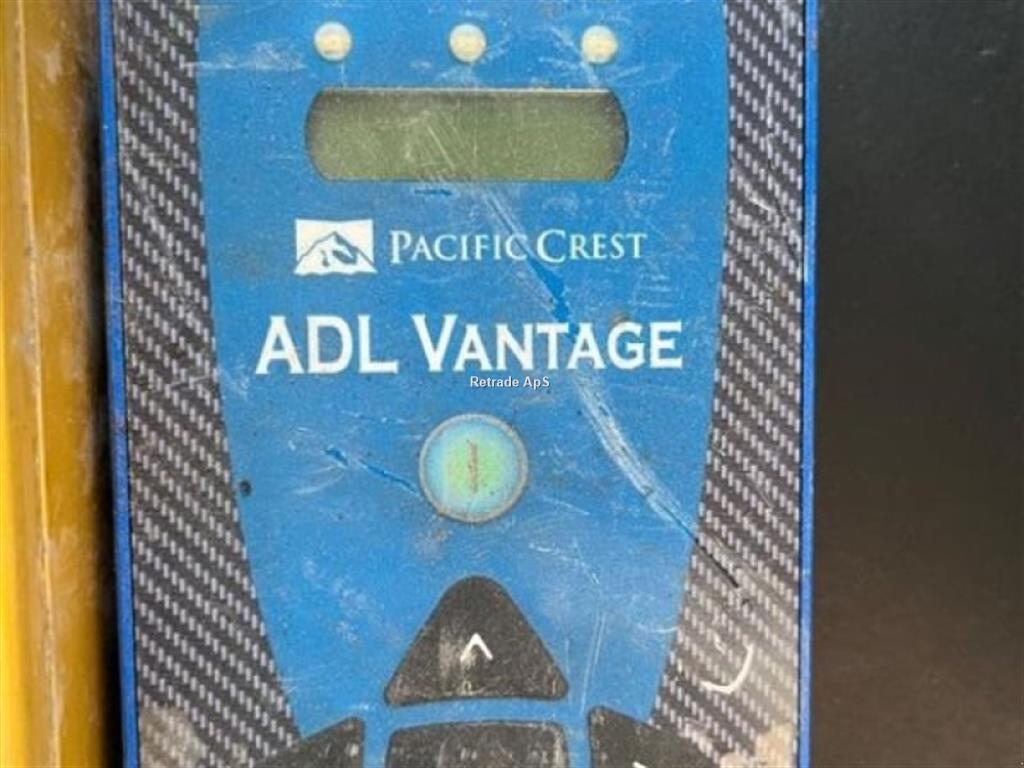 PACIFIC CREST
ADL VANTAGE
Retrade ApS